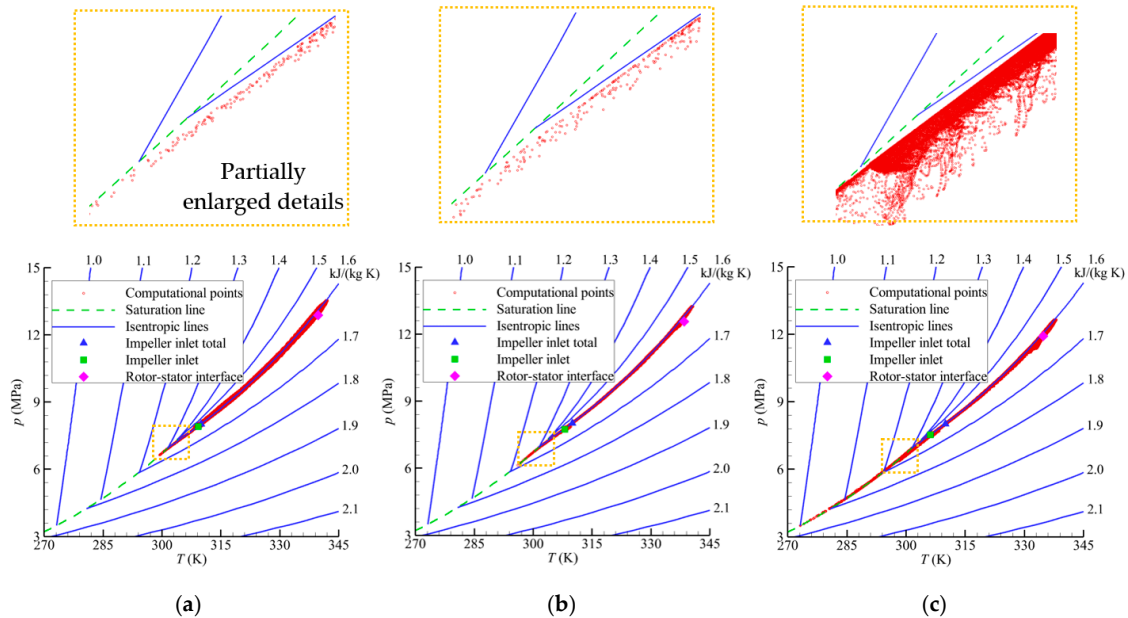 Partially
enlarged details
1.0 1.1 1.2 1.3 1.4 1.5 1.6
kJ/(kg K)
15
12
9
6
3
p (MPa)
Computational points
Saturation line
Isentropic lines
Impeller inlet total
Impeller inlet
Rotor-stator interface
1.7
1.8
1.9
2.0
2.1
270 285 300 315 330 345
T (K)
(a)
1.0 1.1 1.2 1.3 1.4 1.5 1.6
kJ/(kg K)
15
12
9
6
3
p (MPa)
Computational points
Saturation line
Isentropic lines
Impeller inlet total
Impeller inlet
Rotor-stator interface
1.7
1.8
1.9
2.0
2.1
270 285 300 315 330 345
T (K)
(b)
1.0 1.1 1.2 1.3 1.4 1.5 1.6
kJ/(kg K)
15
12
9
6
3
p (MPa)
Computational points
Saturation line
Isentropic lines
Impeller inlet total
Impeller inlet
Rotor-stator interface
1.7
1.8
1.9
2.0
2.1
270 285 300 315 330 345
T (K)
(c)